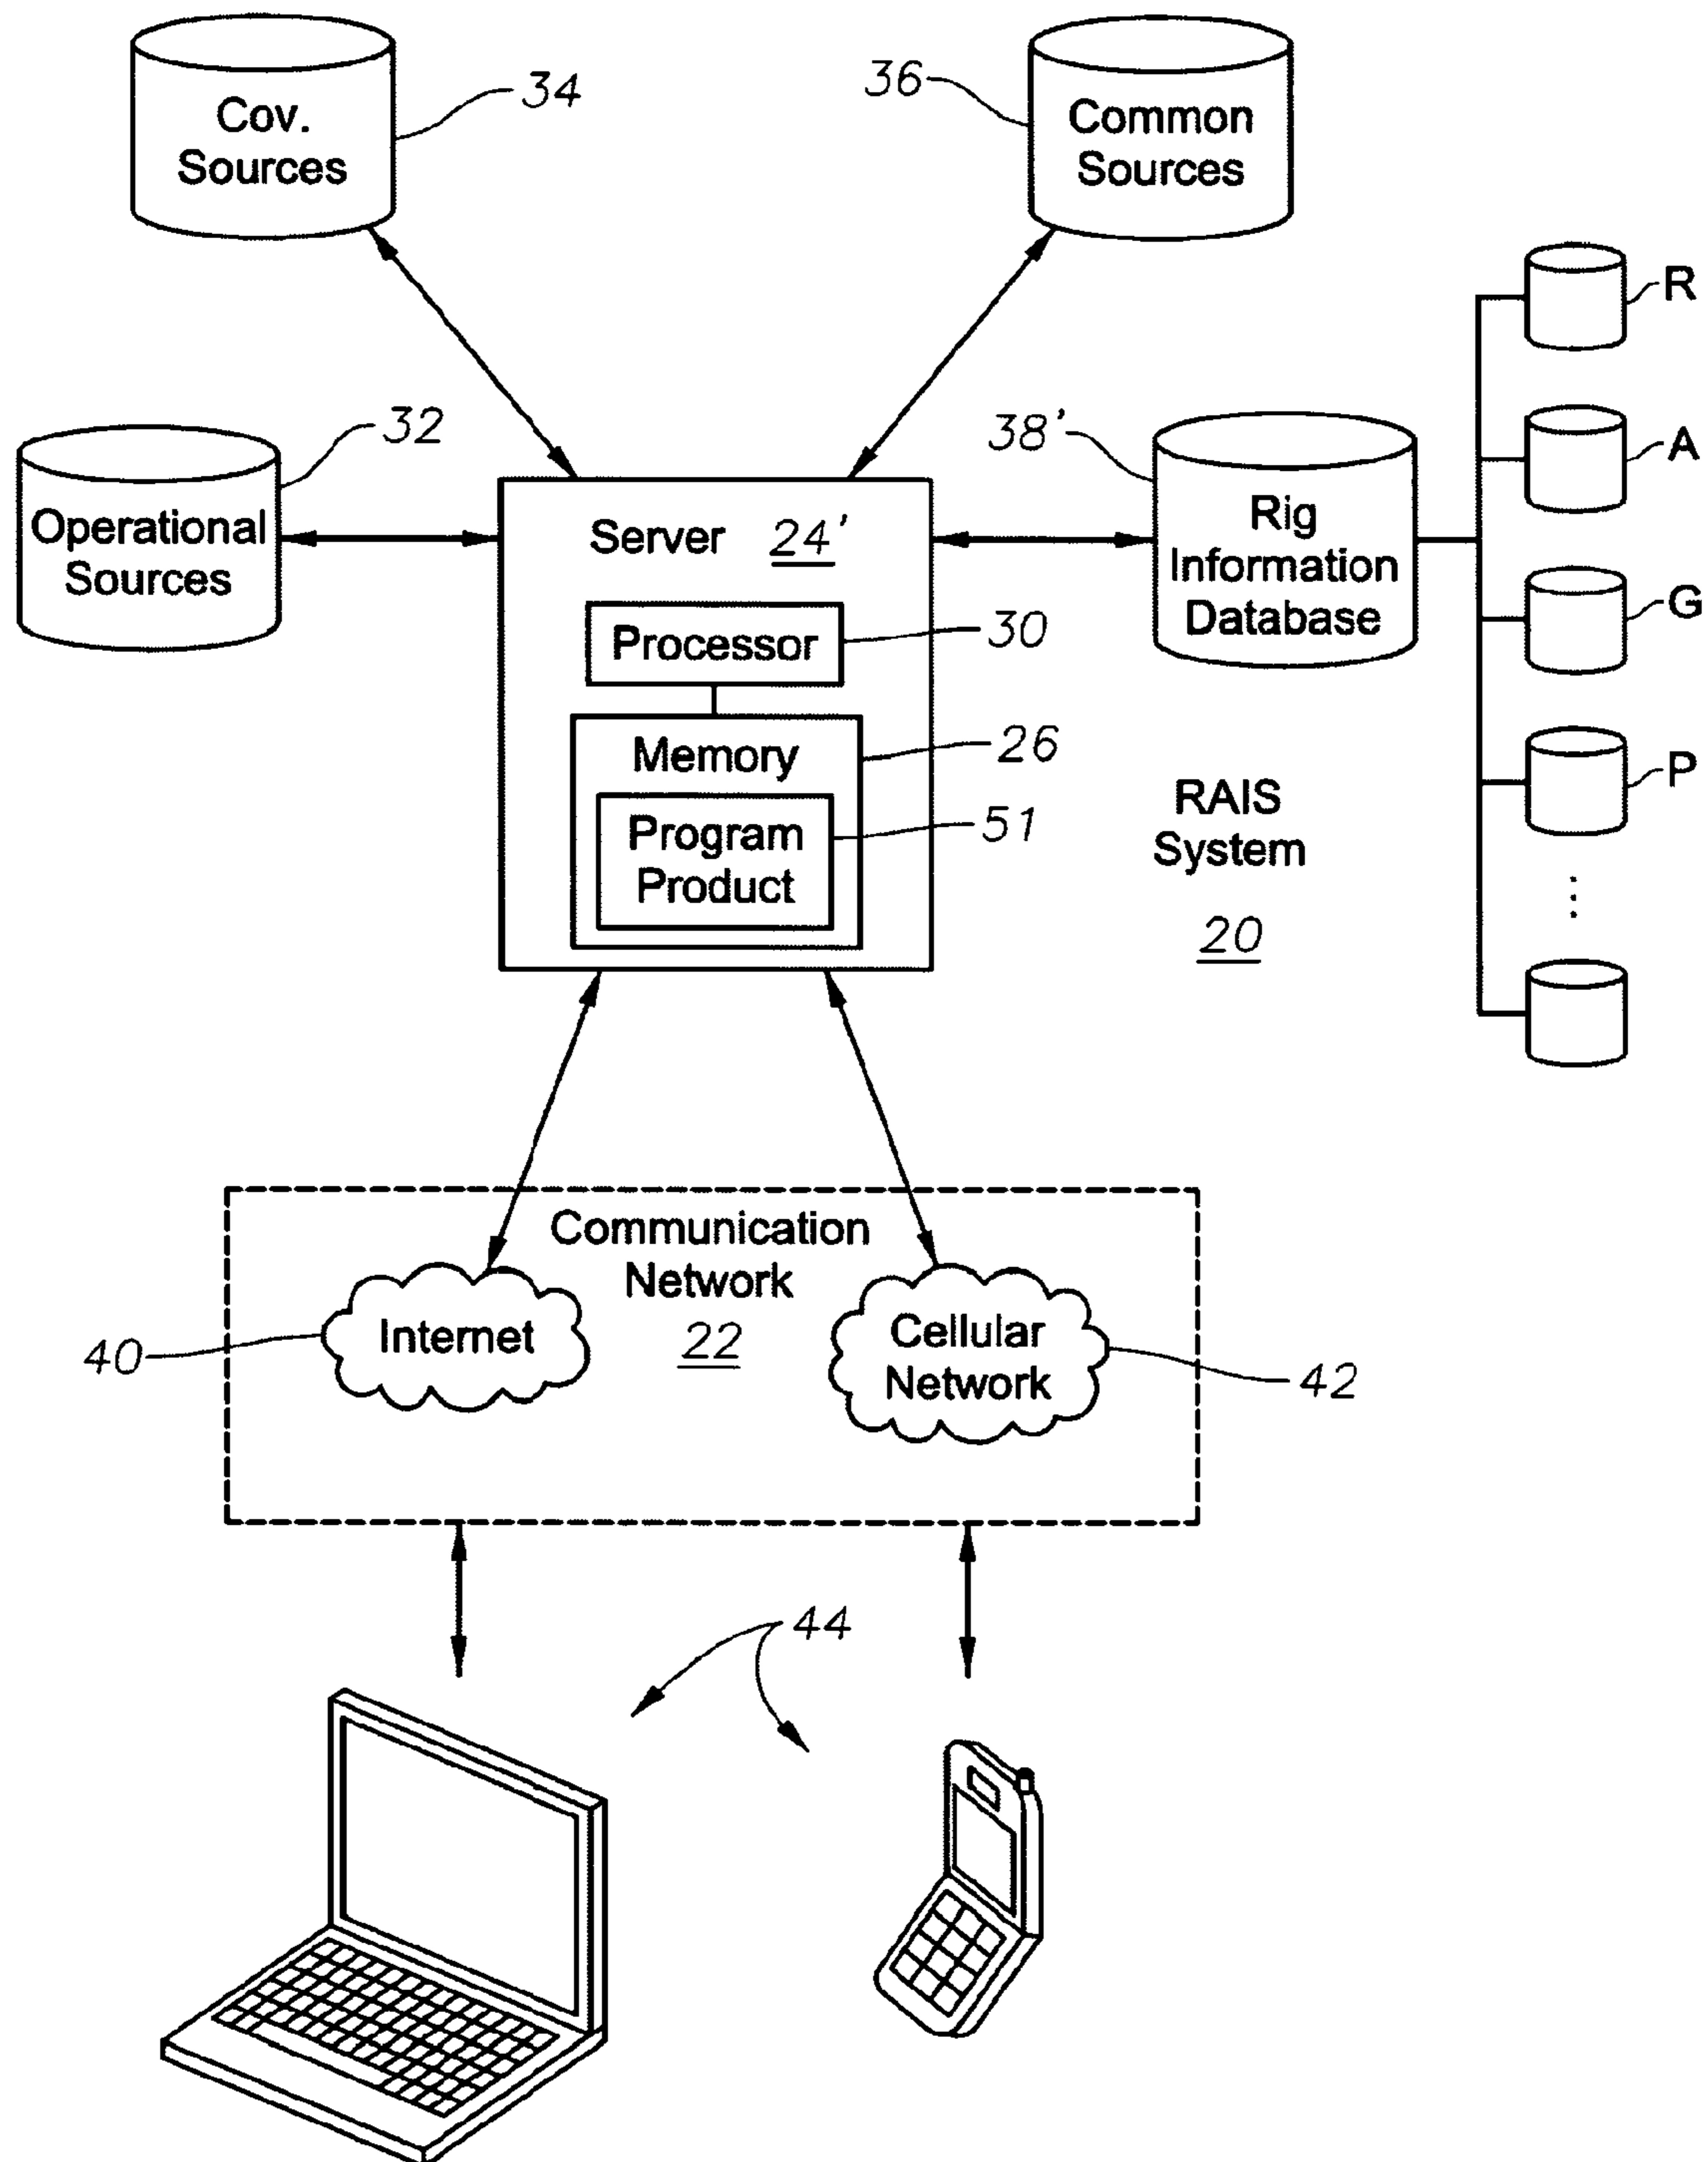 Cov.
Sources
34
36
Common
Sources
R
32
Operational
Sources
Server 24'
38'
Rig
Information
Database
A
G
Processor
30
Memory
26
Program
Product
51
RAIS
System
20
P
...
Communication
Network
22
40
Internet
Cellular
Network
42
44